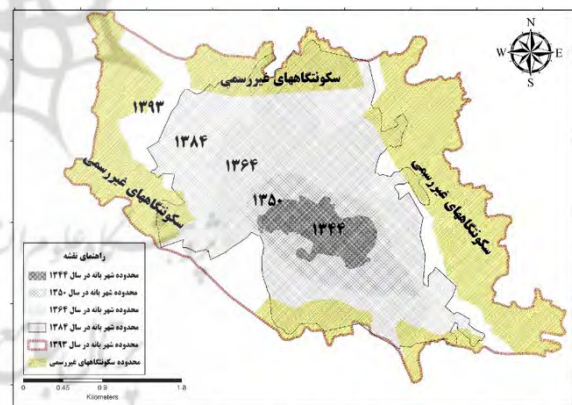 N
W E
S
سکونتگاههای غیررسمی
۱۳۹۳
۱۳۸۴
۱۳۶۴
سکونتگاههای غیررسمی
سکونتگاههای غیررسمی
۱۳۵۰
۱۳۴۴
راهنمای نقشه
محدوده شهر بانه در سال ۱۳۴۴
محدوده شهر بانه در سال ۱۳۵۰
محدوده شهر بانه در سال ۱۳۶۴
محدوده شهر بانه در سال ۱۳۸۴
محدوده شهر بانه در سال ۱۳۹۳
محدوده سکونتگاههای غیررسمی
0 0.45 0.9 1.8
Kilometers